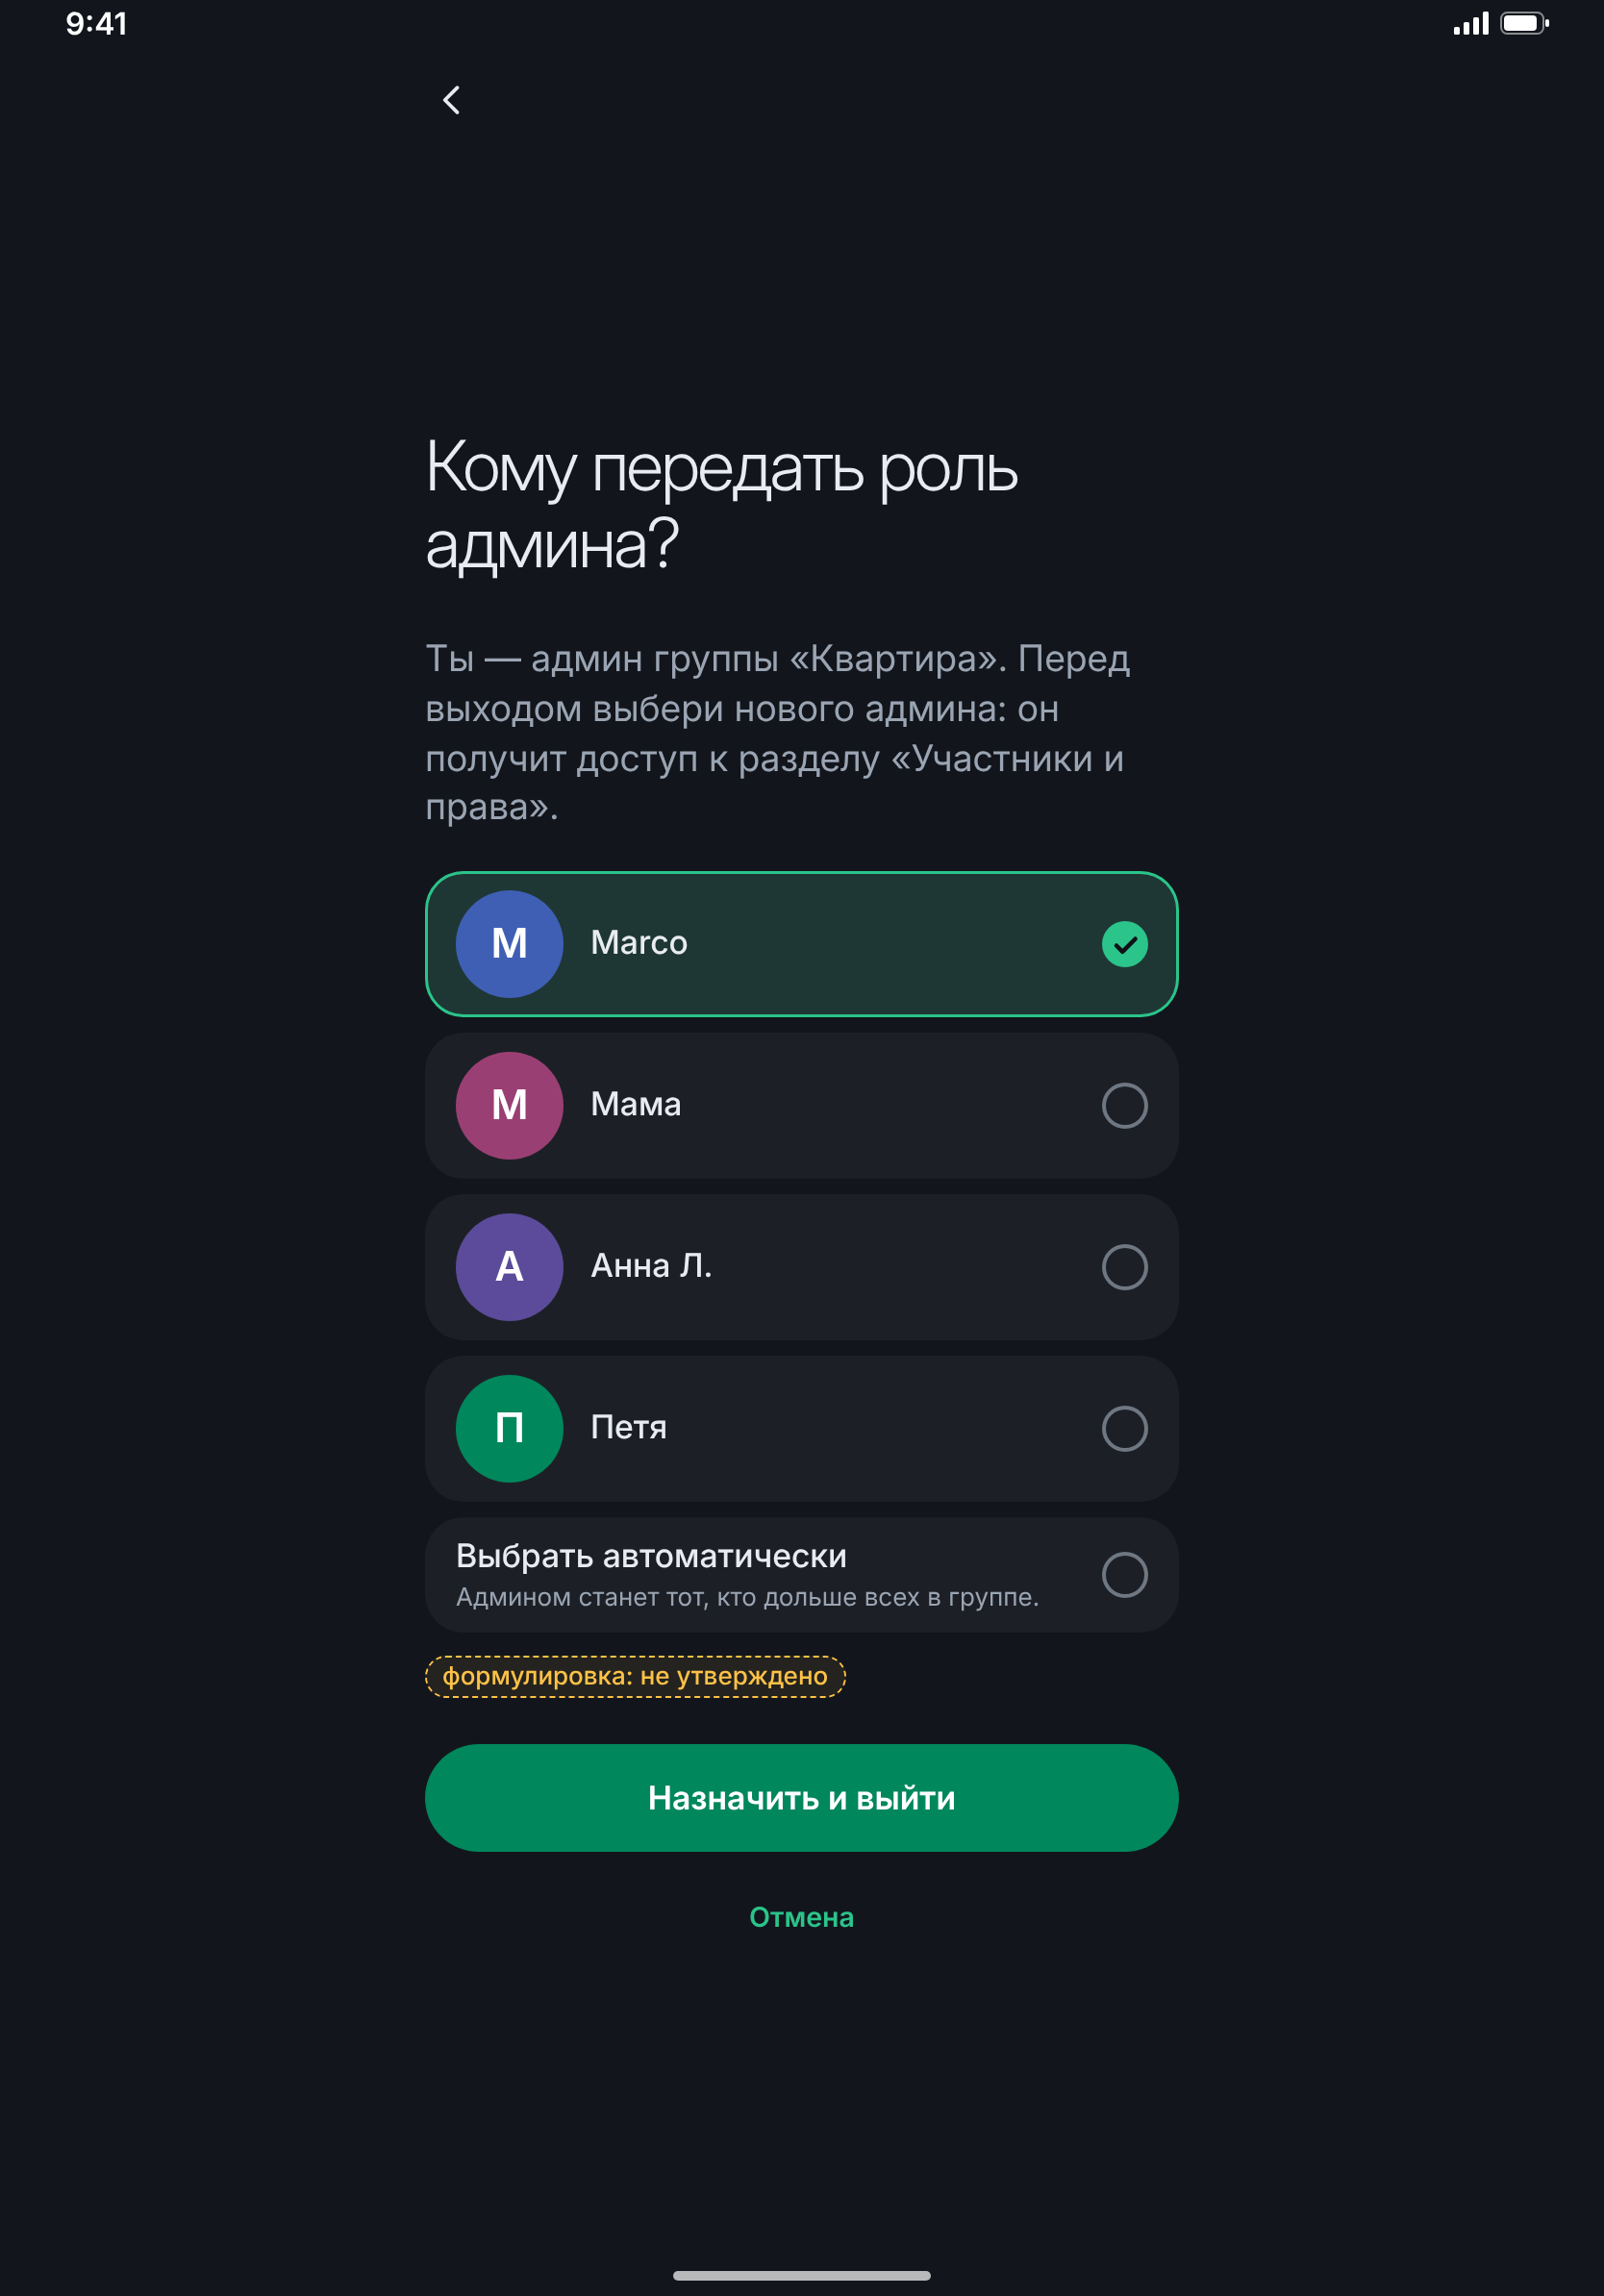 9:41
Кому передать роль
админа?
Ты — админ группы «Квартира». Перед
выходом выбери нового админа: он
получит доступ к разделу «Участники и
права».
M Marco
М Мама
А Анна Л.
П Петя
Выбрать автоматически
Админом станет тот, кто дольше всех в группе.
формулировка: не утверждено
Назначить и выйти
Отмена